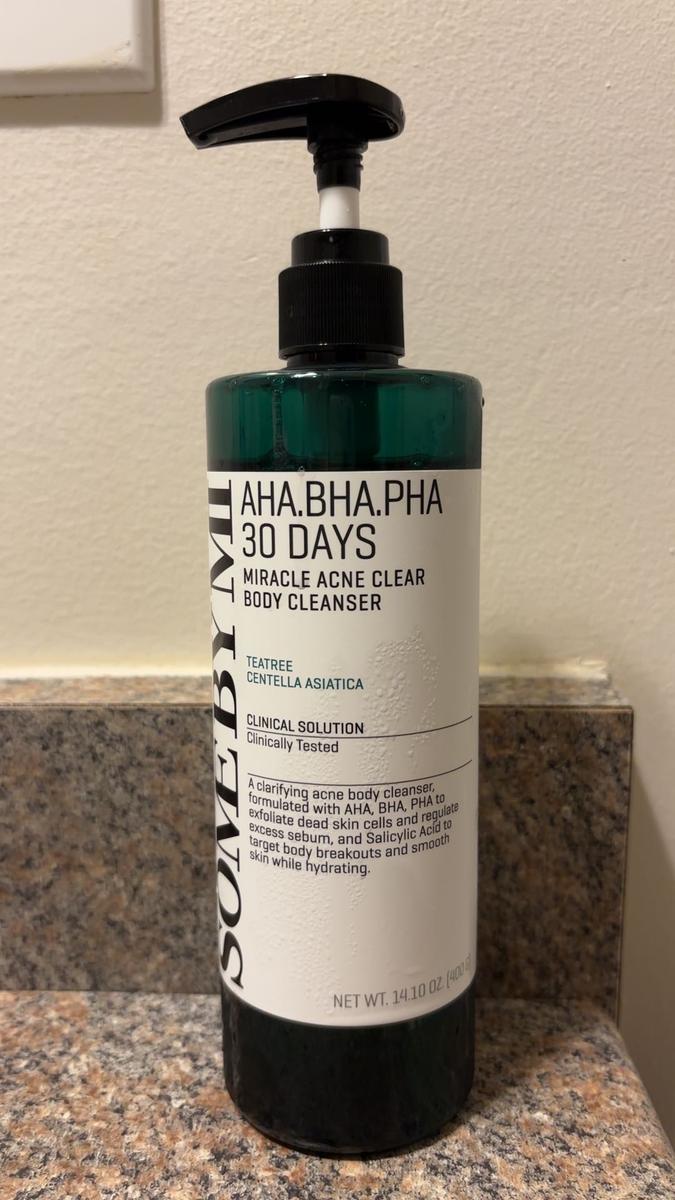 SOME BY MI
AHA.BHA.PHA
30 DAYS
MIRACLE ACNE CLEAR
BODY CLEANSER
TEATREE
CENTELLA ASIATICA
CLINICAL SOLUTION
Clinically Tested
A clarifying acne body cleanser,
formulated with AHA, BHA, PHA to
exfoliate dead skin cells and regulate
excess sebum, and Salicylic Acid to
target body breakouts and smooth
skin while hydrating.
NET WT. 14.10 OZ. (400 g)